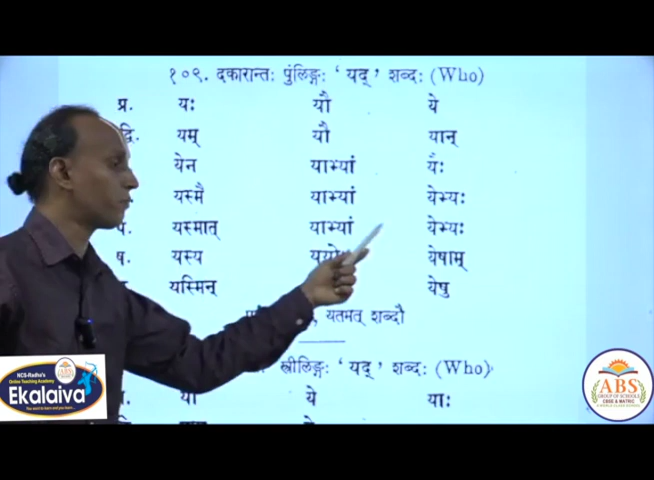 १०९. दकारान्तः पुंलिङ्गः ‘ यद् ’ शब्दः (Who)
प्र. यः यौ ये
द्वि. यम् यौ यान्
येन याभ्यां यैः
यस्मै याभ्यां येभ्यः
यस्मात् याभ्यां येभ्यः
ष. यस्य येषाम्
यस्मिन् येषु
यतमत् शब्दौ
स्त्रीलिङ्गः ‘ यद् ’ शब्दः (Who)
या ये याः
NCS-Radha's
Online Teaching Academy
Ekalaiva
ABS
GROUP OF SCHOOLS
CBSE & MATRIC